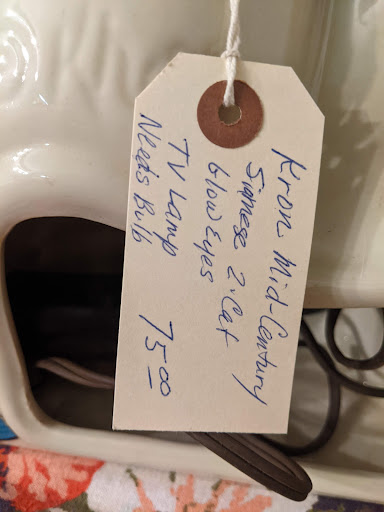 Kron Mid-Century
Siamese 2-Cat
Glow Eyes
TV Lamp
Needs Bulb 75.00